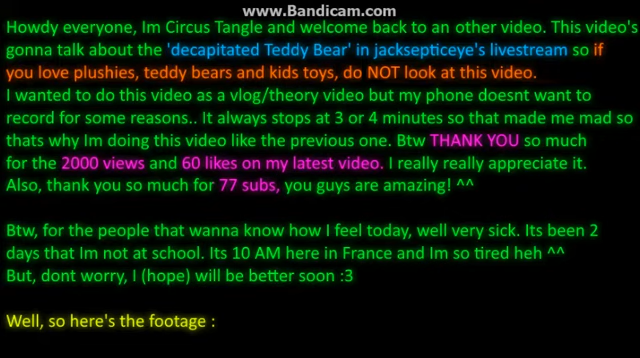 www.Bandicam.com
Howdy everyone, Im Circus Tangle and welcome back to an other video. This video's
gonna talk about the 'decapitated Teddy Bear' in jacksepticeye's livestream so if
you love plushies, teddy bears and kids toys, do NOT look at this video.
I wanted to do this video as a vlog/theory video but my phone doesnt want to
record for some reasons.. It always stops at 3 or 4 minutes so that made me mad so
thats why Im doing this video like the previous one. Btw THANK YOU so much
for the 2000 views and 60 likes on my latest video. I really really appreciate it.
Also, thank you so much for 77 subs, you guys are amazing! ^^
Btw, for the people that wanna know how I feel today, well very sick. Its been 2
days that Im not at school. Its 10 AM here in France and Im so tired heh ^^
But, dont worry, I (hope) will be better soon :3
Well, so here's the footage :